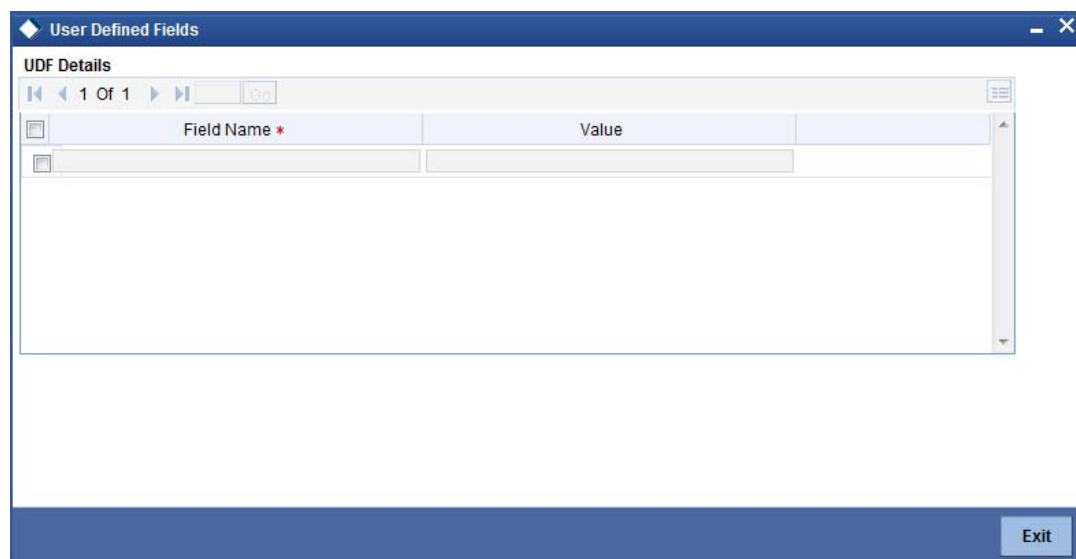 User Defined Fields
UDF Details
1 Of 1 Go
Field Name * Value
Exit